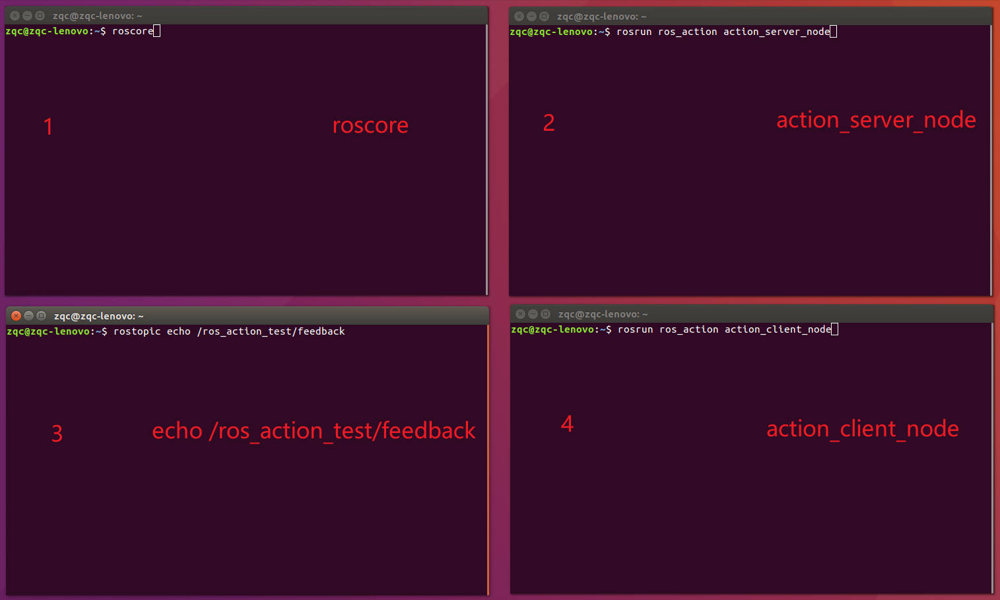 zqc@zqc-lenovo: ~
zqc@zqc-lenovo:~$ roscore
1
roscore
zqc@zqc-lenovo: ~
zqc@zqc-lenovo:~$ rosrun ros_action action_server_node
2
action_server_node
zqc@zqc-lenovo: ~
zqc@zqc-lenovo:~$ rostopic echo /ros_action_test/feedback
3
echo /ros_action_test/feedback
zqc@zqc-lenovo: ~
zqc@zqc-lenovo:~$ rosrun ros_action action_client_node
4
action_client_node